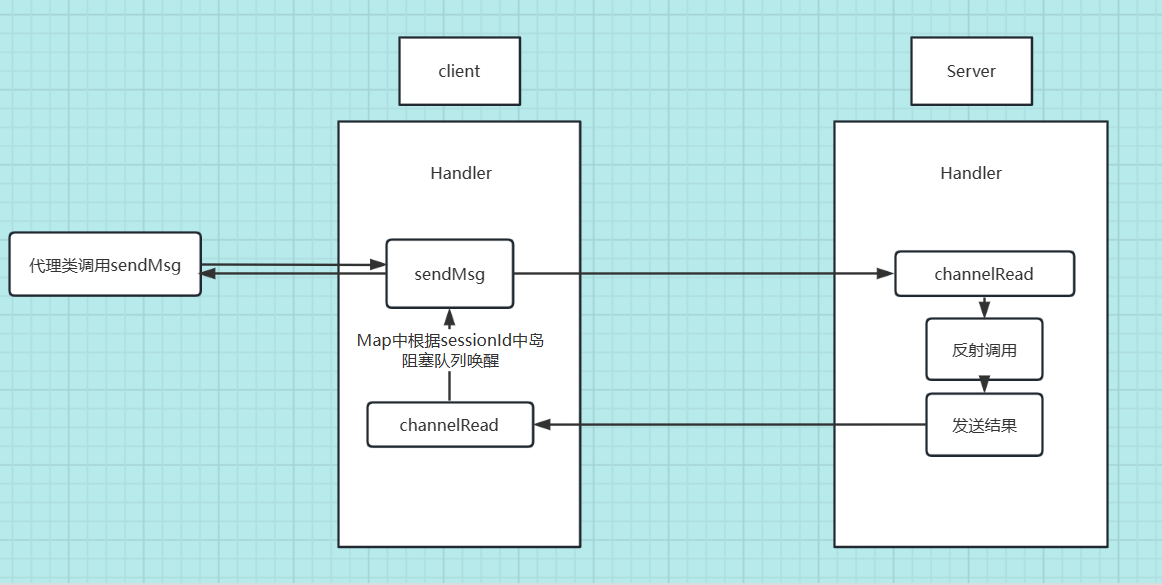 client
Server
Handler
Handler
代理类调用sendMsg
sendMsg
channelRead
Map中根据sessionId中岛
阻塞队列唤醒
反射调用
channelRead
发送结果